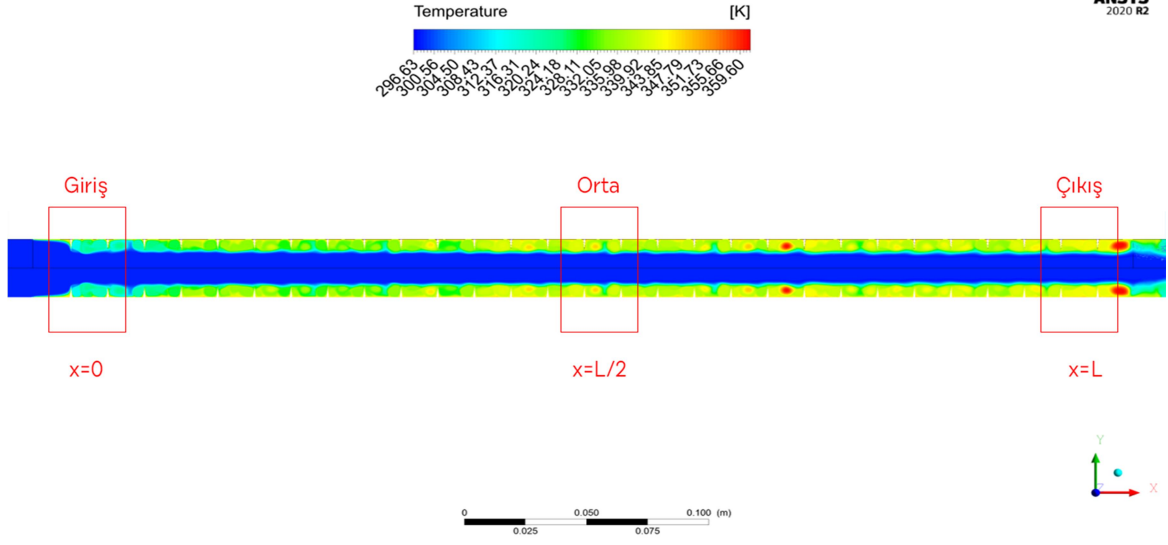 Temperature [K]
ANSYS
2020 R2
296.63
300.56
304.50
308.43
312.37
316.31
320.24
324.18
328.11
332.05
335.98
339.92
343.85
347.79
351.73
355.66
359.60
Giriş Orta Çıkış
x=0 x=L/2 x=L
Y
X
Z
0 0.050 0.100 (m)
0.025 0.075